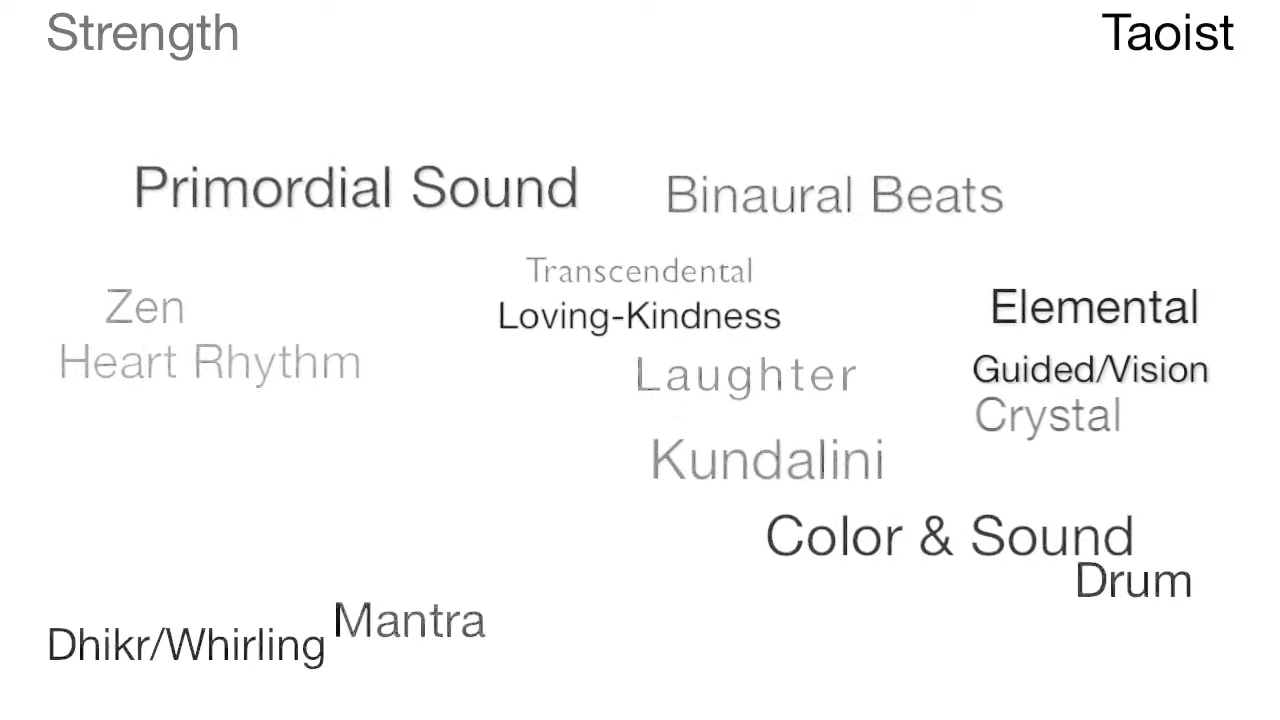 Strength
Taoist
Primordial Sound
Binaural Beats
Transcendental
Zen
Loving-Kindness
Elemental
Heart Rhythm
Laughter
Guided/Vision
Crystal
Kundalini
Color & Sound
Drum
Mantra
Dhikr/Whirling